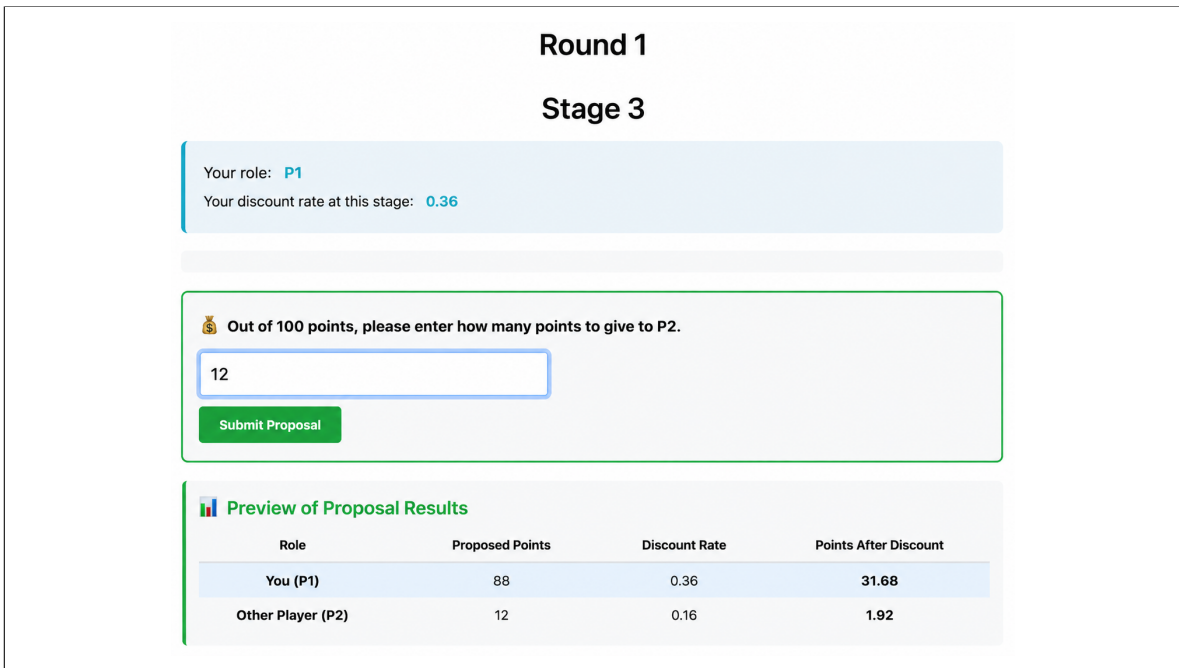 Round 1
Stage 3
Your role: P1
Your discount rate at this stage: 0.36
Out of 100 points, please enter how many points to give to P2.
12
Submit Proposal
Preview of Proposal Results
Role Proposed Points Discount Rate Points After Discount
You (P1) 88 0.36 31.68
Other Player (P2) 12 0.16 1.92